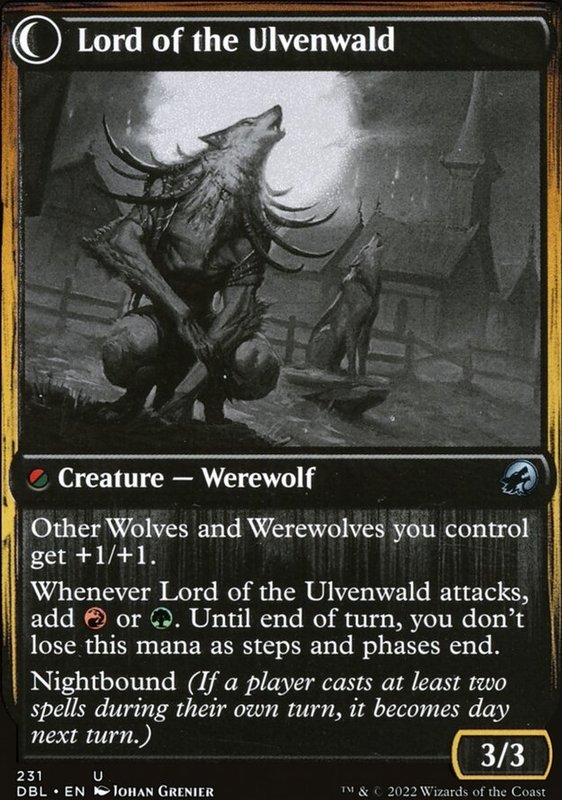 Lord of the Ulvenwald
Creature — Werewolf
Other Wolves and Werewolves you control
get +1/+1.
Whenever Lord of the Ulvenwald attacks,
add or . Until end of turn, you don't
lose this mana as steps and phases end.
Nightbound (If a player casts at least two
spells during their own turn, it becomes day
next turn.)
3/3
231 U
DBL • EN Johan Grenier
™ & © 2022 Wizards of the Coast